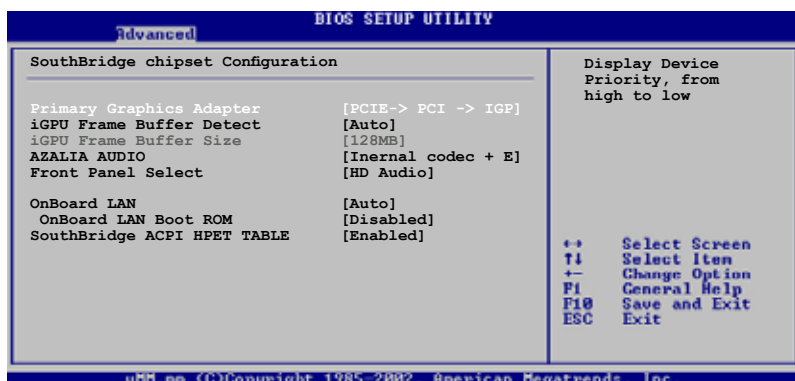 BIOS SETUP UTILITY
Advanced
SouthBridge chipset Configuration
Primary Graphics Adapter [PCIE-> PCI -> IGP]
iGPU Frame Buffer Detect [Auto]
iGPU Frame Buffer Size [128MB]
AZALIA AUDIO [Inernal codec + E]
Front Panel Select [HD Audio]
OnBoard LAN [Auto]
OnBoard LAN Boot ROM [Disabled]
SouthBridge ACPI HPET TABLE [Enabled]
Display Device
Priority, from
high to low
↔ Select Screen
↑↓ Select Item
+- Change Option
F1 General Help
F10 Save and Exit
ESC Exit
(C)Copyright 1985-2002, American Megatrends, Inc